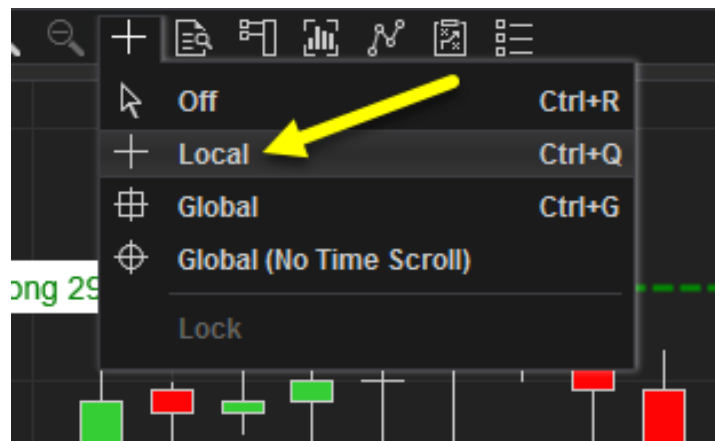 Off Ctrl+R
Local Ctrl+Q
Global Ctrl+G
Global (No Time Scroll)
ong 29
Lock